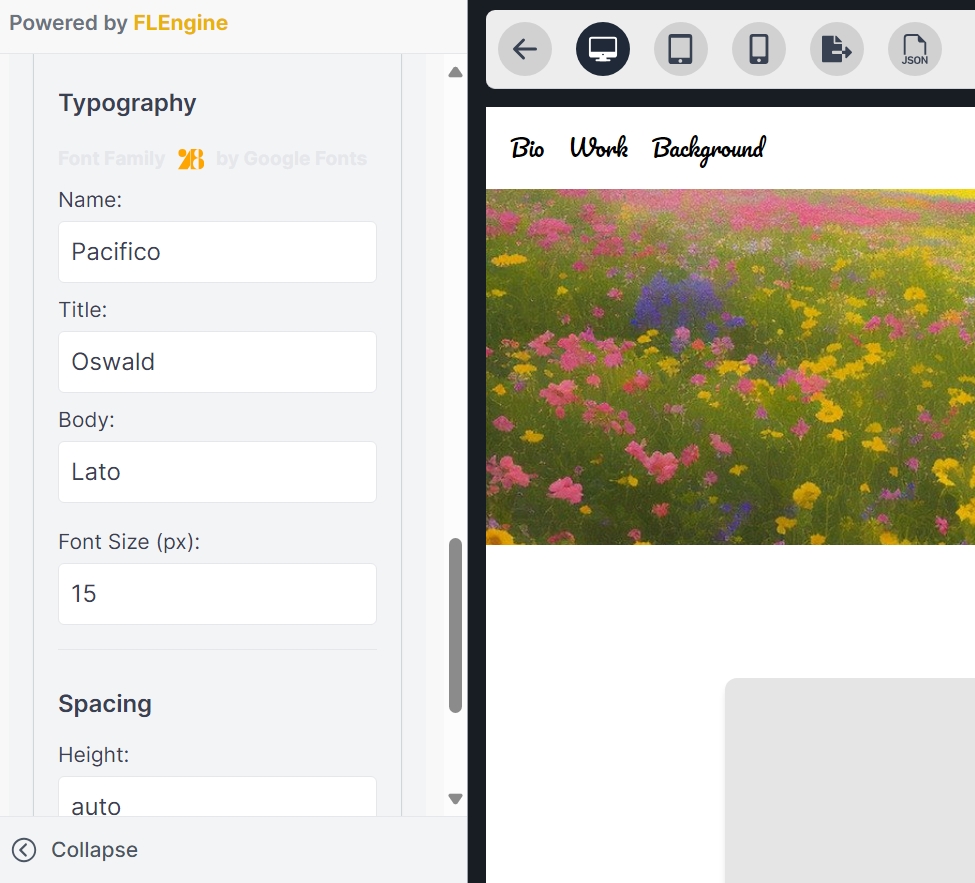 Powered by FLEngine
Typography
Font Family by Google Fonts
Name:
Pacifico
Title:
Oswald
Body:
Lato
Font Size (px):
15
Spacing
Height:
auto
Collapse
JSON
Bio Work Background